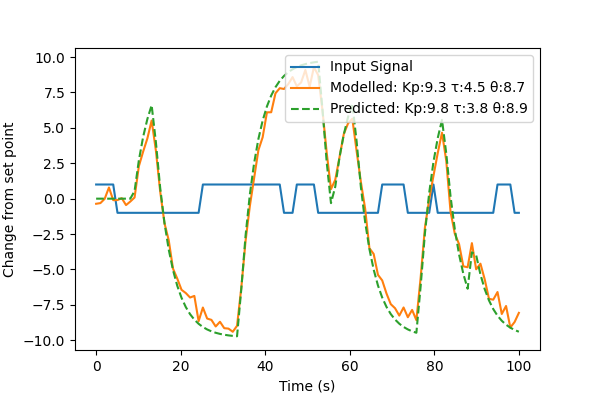 Input Signal
Modelled: Kp:9.3 τ:4.5 θ:8.7
Predicted: Kp:9.8 τ:3.8 θ:8.9
Change from set point
10.0
7.5
5.0
2.5
0.0
−2.5
−5.0
−7.5
−10.0
0 20 40 60 80 100
Time (s)